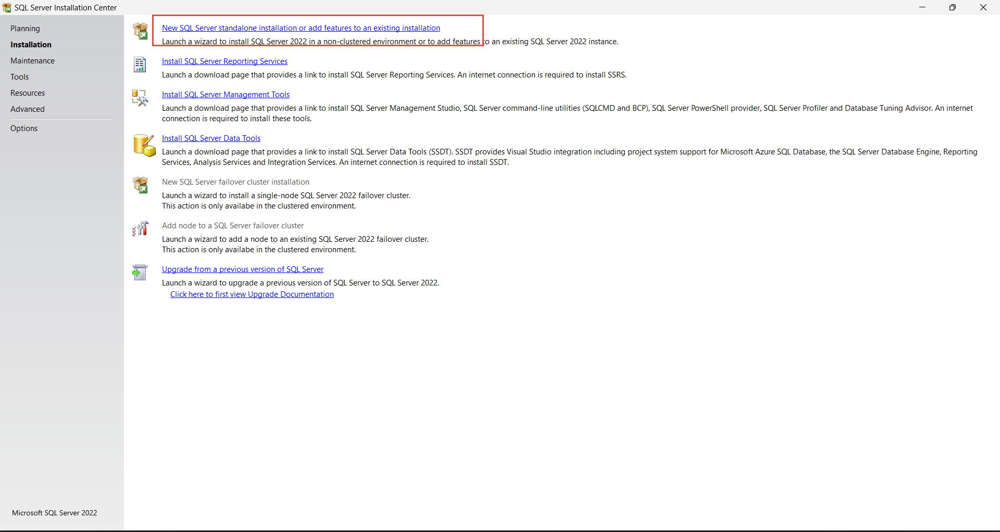 SQL Server Installation Center
Planning
Installation
Maintenance
Tools
Resources
Advanced
Options
New SQL Server standalone installation or add features to an existing installation
Launch a wizard to install SQL Server 2022 in a non-clustered environment or to add features to an existing SQL Server 2022 instance.
Install SQL Server Reporting Services
Launch a download page that provides a link to install SQL Server Reporting Services. An internet connection is required to install SSRS.
Install SQL Server Management Tools
Launch a download page that provides a link to install SQL Server Management Studio, SQL Server command-line utilities (SQLCMD and BCP), SQL Server PowerShell provider, SQL Server Profiler and Database Tuning Advisor. An internet
connection is required to install these tools.
Install SQL Server Data Tools
Launch a download page that provides a link to install SQL Server Data Tools (SSDT). SSDT provides Visual Studio integration including project system support for Microsoft Azure SQL Database, the SQL Server Database Engine, Reporting
Services, Analysis Services and Integration Services. An internet connection is required to install SSDT.
New SQL Server failover cluster installation
Launch a wizard to install a single-node SQL Server 2022 failover cluster.
This action is only availabe in the clustered environment.
Add node to a SQL Server failover cluster
Launch a wizard to add a node to an existing SQL Server 2022 failover cluster.
This action is only availabe in the clustered environment.
Upgrade from a previous version of SQL Server
Launch a wizard to upgrade a previous version of SQL Server to SQL Server 2022.
Click here to first view Upgrade Documentation
Microsoft SQL Server 2022